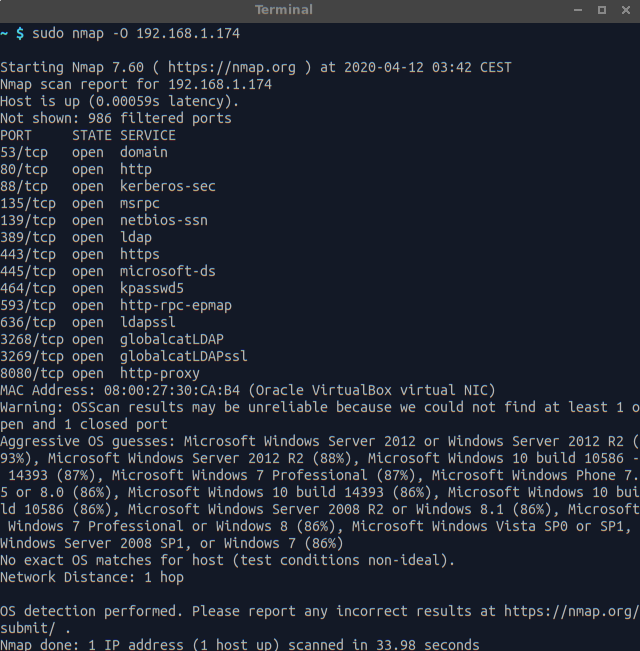 Terminal
~ $ sudo nmap -O 192.168.1.174
Starting Nmap 7.60 ( https://nmap.org ) at 2020-04-12 03:42 CEST
Nmap scan report for 192.168.1.174
Host is up (0.00059s latency).
Not shown: 986 filtered ports
PORT     STATE SERVICE
53/tcp   open  domain
80/tcp   open  http
88/tcp   open  kerberos-sec
135/tcp  open  msrpc
139/tcp  open  netbios-ssn
389/tcp  open  ldap
443/tcp  open  https
445/tcp  open  microsoft-ds
464/tcp  open  kpasswd5
593/tcp  open  http-rpc-epmap
636/tcp  open  ldapssl
3268/tcp open  globalcatLDAP
3269/tcp open  globalcatLDAPssl
8080/tcp open  http-proxy
MAC Address: 08:00:27:30:CA:B4 (Oracle VirtualBox virtual NIC)
Warning: OSScan results may be unreliable because we could not find at least 1 o
pen and 1 closed port
Aggressive OS guesses: Microsoft Windows Server 2012 or Windows Server 2012 R2 (
93%), Microsoft Windows Server 2012 R2 (88%), Microsoft Windows 10 build 10586 -
 14393 (87%), Microsoft Windows 7 Professional (87%), Microsoft Windows Phone 7.
5 or 8.0 (86%), Microsoft Windows 10 build 14393 (86%), Microsoft Windows 10 bui
ld 10586 (86%), Microsoft Windows Server 2008 R2 or Windows 8.1 (86%), Microsoft
 Windows 7 Professional or Windows 8 (86%), Microsoft Windows Vista SP0 or SP1,
Windows Server 2008 SP1, or Windows 7 (86%)
No exact OS matches for host (test conditions non-ideal).
Network Distance: 1 hop
OS detection performed. Please report any incorrect results at https://nmap.org/
submit/ .
Nmap done: 1 IP address (1 host up) scanned in 33.98 seconds